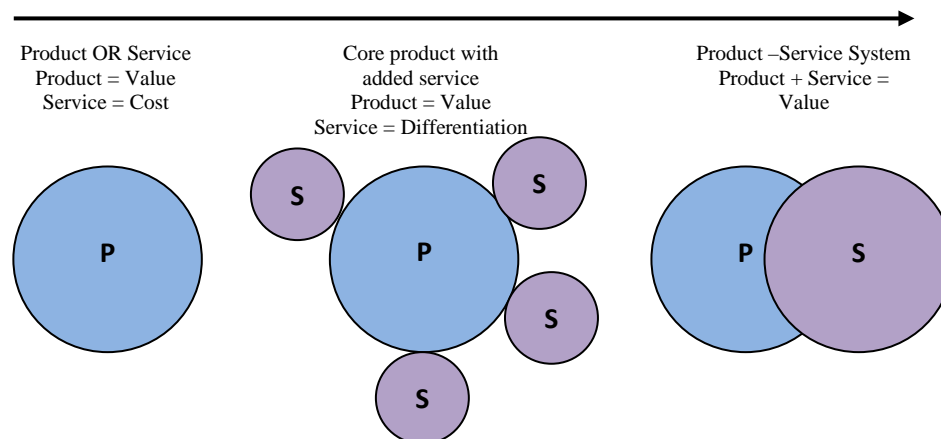 Product OR Service
Product = Value
Service = Cost
Core product with
added service
Product = Value
Service = Differentiation
Product –Service System
Product + Service =
Value
P
S
S
P
S
S
P
S